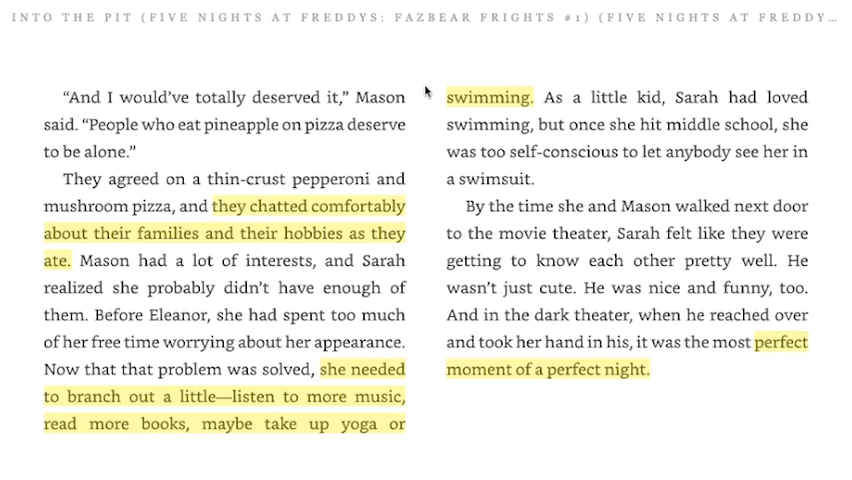 INTO THE PIT (FIVE NIGHTS AT FREDDYS: FAZBEAR FRIGHTS #1) (FIVE NIGHTS AT FREDDY...
“And I would’ve totally deserved it,” Mason
said. “People who eat pineapple on pizza deserve
to be alone.”
They agreed on a thin-crust pepperoni and
mushroom pizza, and they chatted comfortably
about their families and their hobbies as they
ate. Mason had a lot of interests, and Sarah
realized she probably didn’t have enough of
them. Before Eleanor, she had spent too much
of her free time worrying about her appearance.
Now that that problem was solved, she needed
to branch out a little—listen to more music,
read more books, maybe take up yoga or
swimming. As a little kid, Sarah had loved
swimming, but once she hit middle school, she
was too self-conscious to let anybody see her in
a swimsuit.
By the time she and Mason walked next door
to the movie theater, Sarah felt like they were
getting to know each other pretty well. He
wasn’t just cute. He was nice and funny, too.
And in the dark theater, when he reached over
and took her hand in his, it was the most perfect
moment of a perfect night.